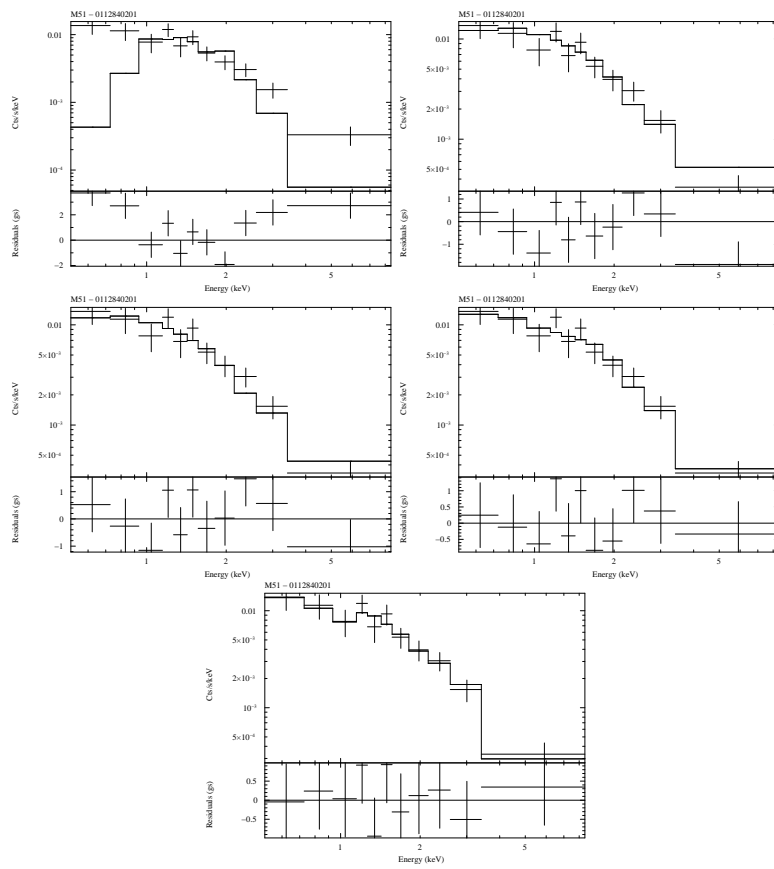 M51 − 0112840201
0.01
10⁻³
10⁻⁴
Cts/s/keV
2
0
−2
Residuals (gs)
1 2 5
Energy (keV)
M51 − 0112840201
0.01
5×10⁻³
2×10⁻³
10⁻³
5×10⁻⁴
Cts/s/keV
1
0
−1
Residuals (gs)
1 2 5
Energy (keV)
M51 − 0112840201
0.01
5×10⁻³
2×10⁻³
10⁻³
5×10⁻⁴
Cts/s/keV
1
0
−1
Residuals (gs)
1 2 5
Energy (keV)
M51 − 0112840201
0.01
5×10⁻³
2×10⁻³
10⁻³
5×10⁻⁴
Cts/s/keV
1
0.5
0
−0.5
Residuals (gs)
1 2 5
Energy (keV)
M51 − 0112840201
0.01
5×10⁻³
2×10⁻³
10⁻³
5×10⁻⁴
Cts/s/keV
0.5
0
−0.5
Residuals (gs)
1 2 5
Energy (keV)